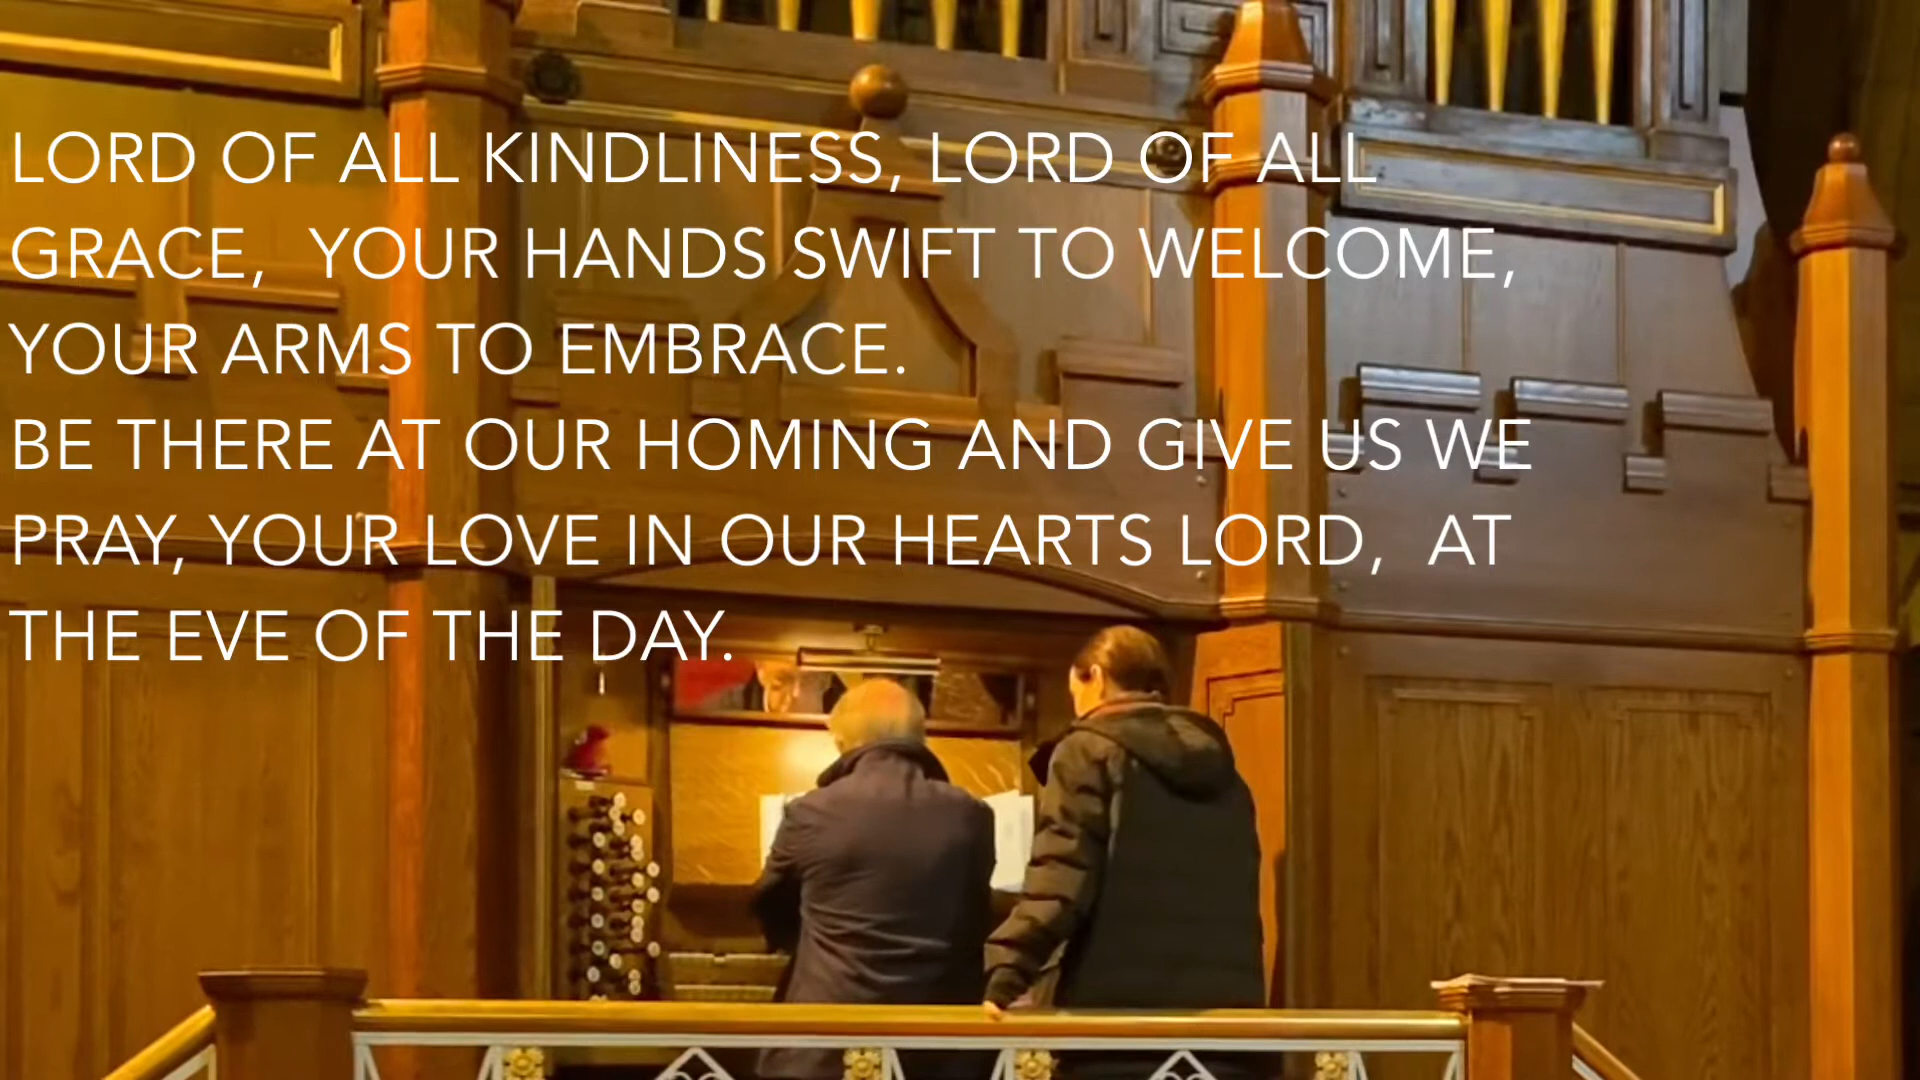 LORD OF ALL KINDLINESS, LORD OF ALL
GRACE,  YOUR HANDS SWIFT TO WELCOME,
YOUR ARMS TO EMBRACE.
BE THERE AT OUR HOMING AND GIVE US WE
PRAY, YOUR LOVE IN OUR HEARTS LORD,  AT
THE EVE OF THE DAY.